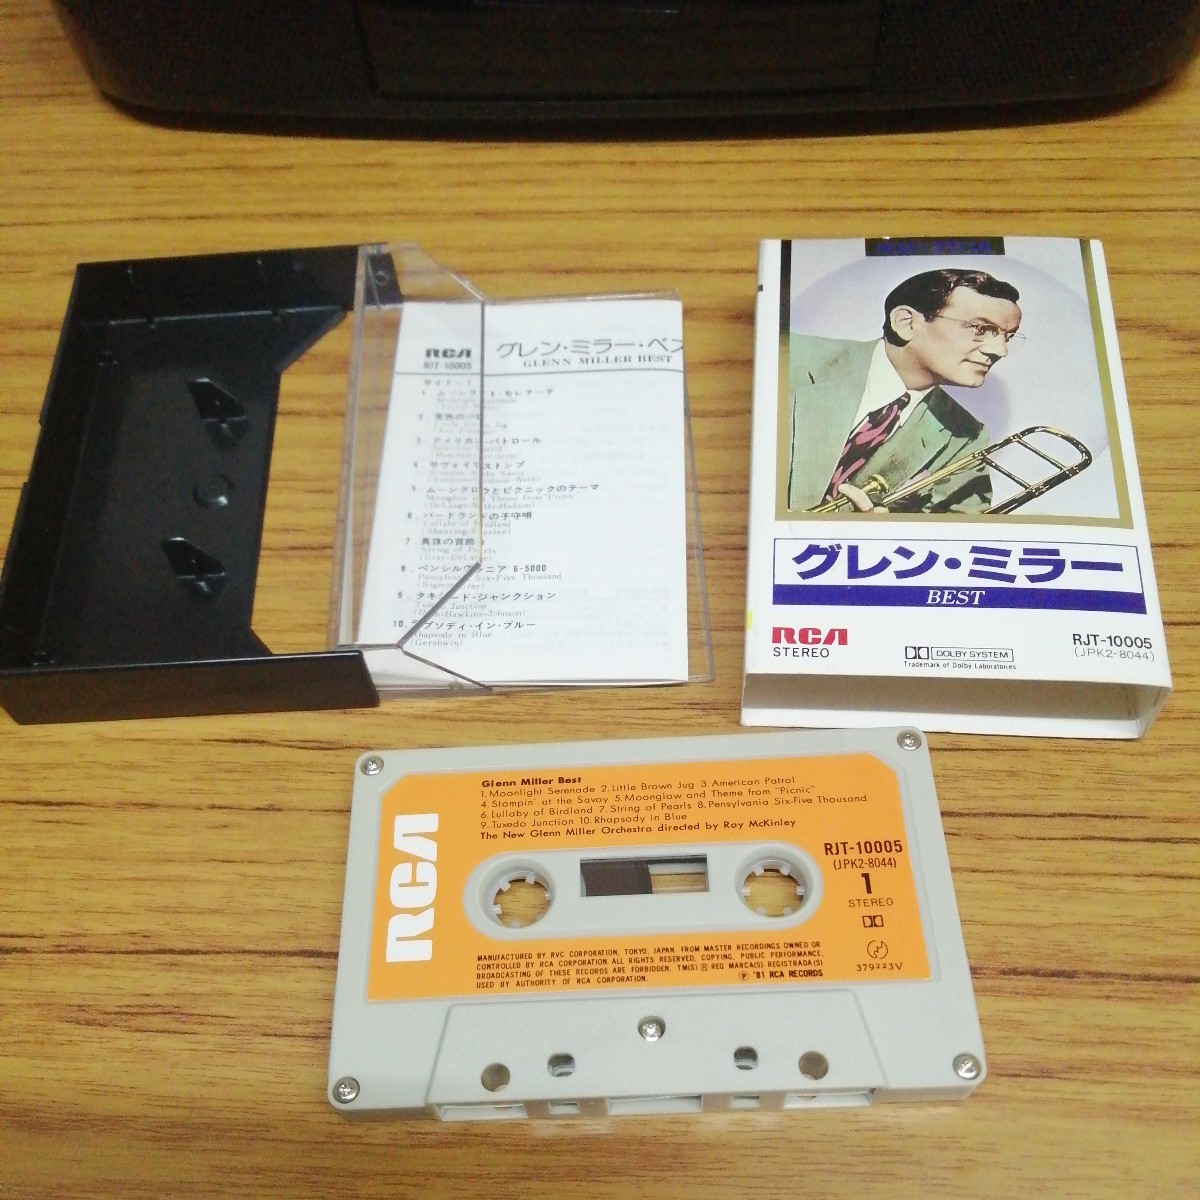 RCA
RJT-10005
グレン・ミラー・ベス
GLENN MILLER BEST
サイド-1
1. ムーンライト・セレナーデ
2. 茶色の小
3. アメリカン・パトロール
4. サヴォイでストンプ
5. ムーングロウとピクニックのテーマ
Moonglow and Theme from "Picnic"
6. バードランドの子守唄
Lullaby of Birdland
7. 真珠の首飾り
String of Pearls
8. ペンシルヴァニア 6-5000
Pensylvania Six-Five Thousand
9. タキシード・ジャンクション
Tuxedo Junction
(Dash-Hawkins-Johnson)
10. ラプソディ・イン・ブルー
Rhapsody in Blue
(Gershwin)
グレン・ミラー
BEST
RCA
STEREO
DOLBY SYSTEM
Trademark of Dolby Laboratories
RJT-10005
(JPK2-8044)
RCA
Glenn Miller Best
1. Moonlight Serenade 2. Little Brown Jug 3. American Patrol
4. Stompin' at the Savoy 5. Moonglow and Theme from "Picnic"
6. Lullaby of Birdland 7. String of Pearls 8. Pensylvania Six-Five Thousand
9. Tuxedo Junction 10. Rhapsody in Blue
The New Glenn Miller Orchestra directed by Ray McKinley
RJT-10005
(JPK2-8044)
1
STEREO
MANUFACTURED BY RVC CORPORATION, TOKYO, JAPAN. FROM MASTER RECORDINGS OWNED OR
CONTROLLED BY RCA CORPORATION. ALL RIGHTS RESERVED, COPYING, PUBLIC PERFORMANCE,
BROADCASTING OF THESE RECORDS ARE FORBIDDEN. TM(S) ® REG MARCA(S) REGISTRADA(S)
USED BY AUTHORITY OF RCA CORPORATION.
Ⓟ '81 RCA RECORDS
379223V